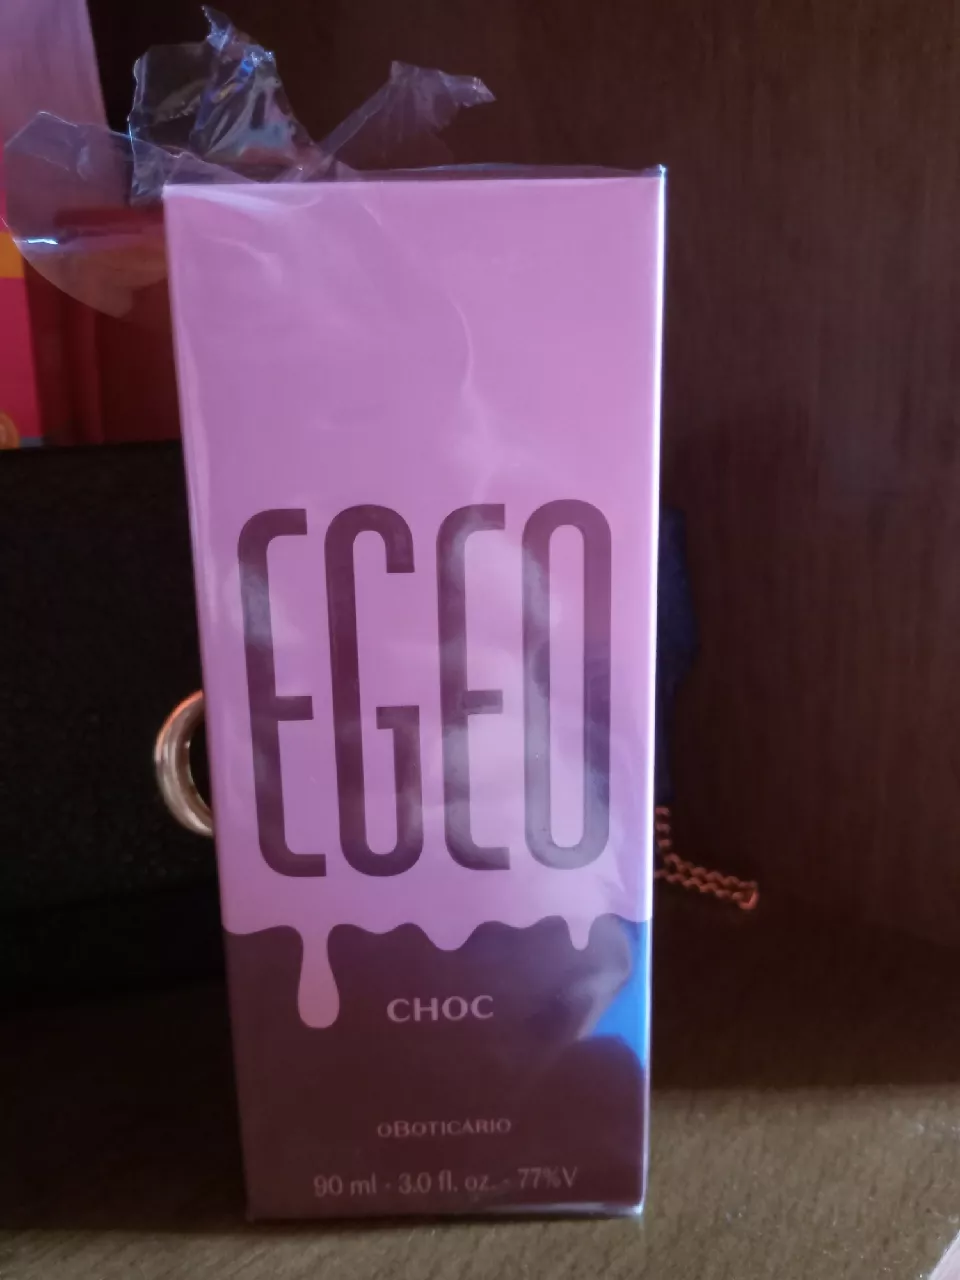 EGEO
CHOC
oBOTICÁRIO
90 ml - 3.0 fl. oz. - 77%V